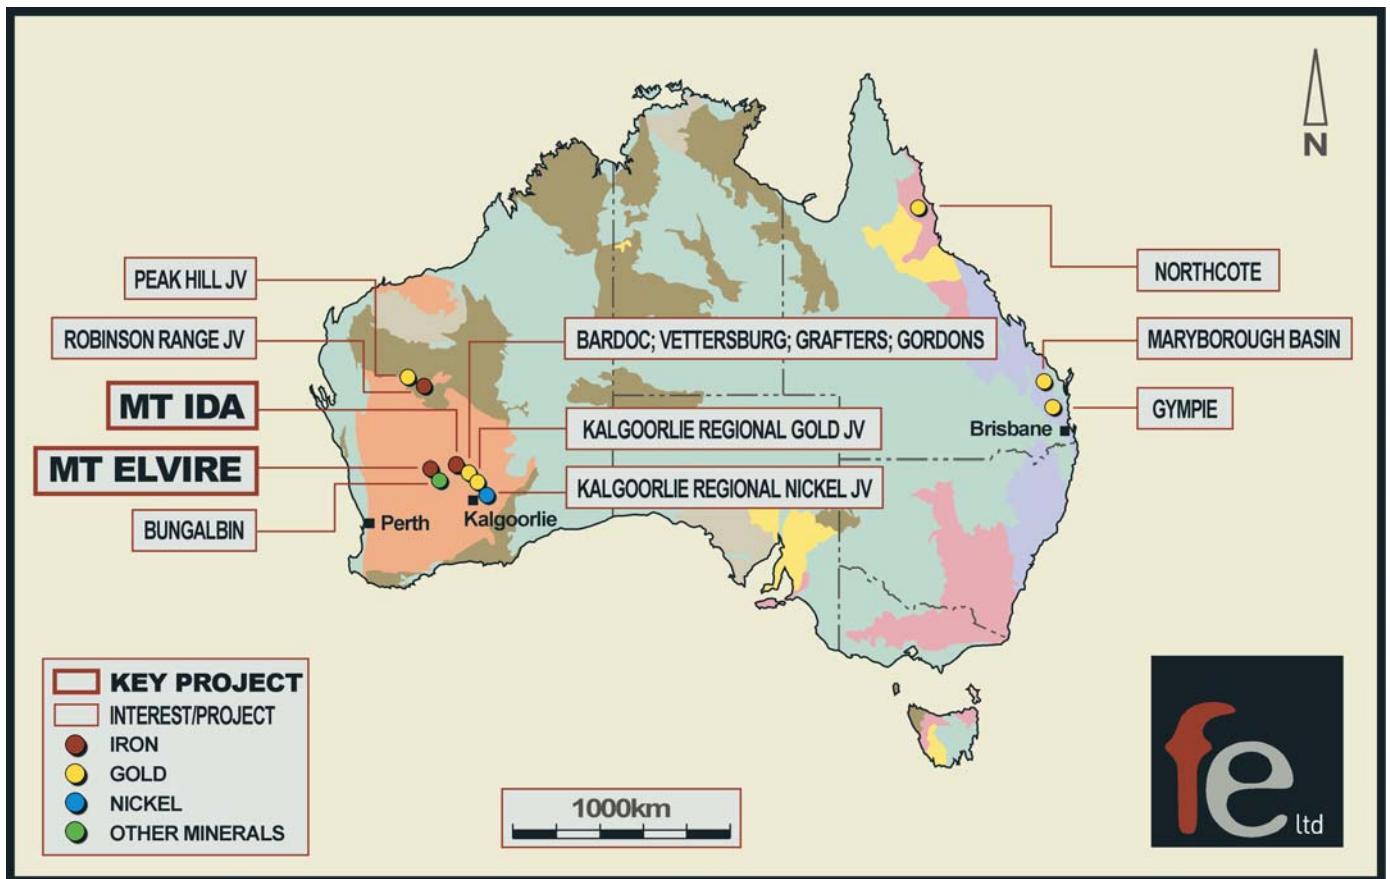 N
PEAK HILL JV
ROBINSON RANGE JV
MT IDA
MT ELVIRE
BUNGALBIN
BARDOC; VETTERSBURG; GRAFTERS; GORDONS
KALGOORLIE REGIONAL GOLD JV
KALGOORLIE REGIONAL NICKEL JV
NORTHCOTE
MARYBOROUGH BASIN
GYMPIE
Brisbane
Perth
Kalgoorlie
KEY PROJECT
INTEREST/PROJECT
IRON
GOLD
NICKEL
OTHER MINERALS
1000km
fe ltd